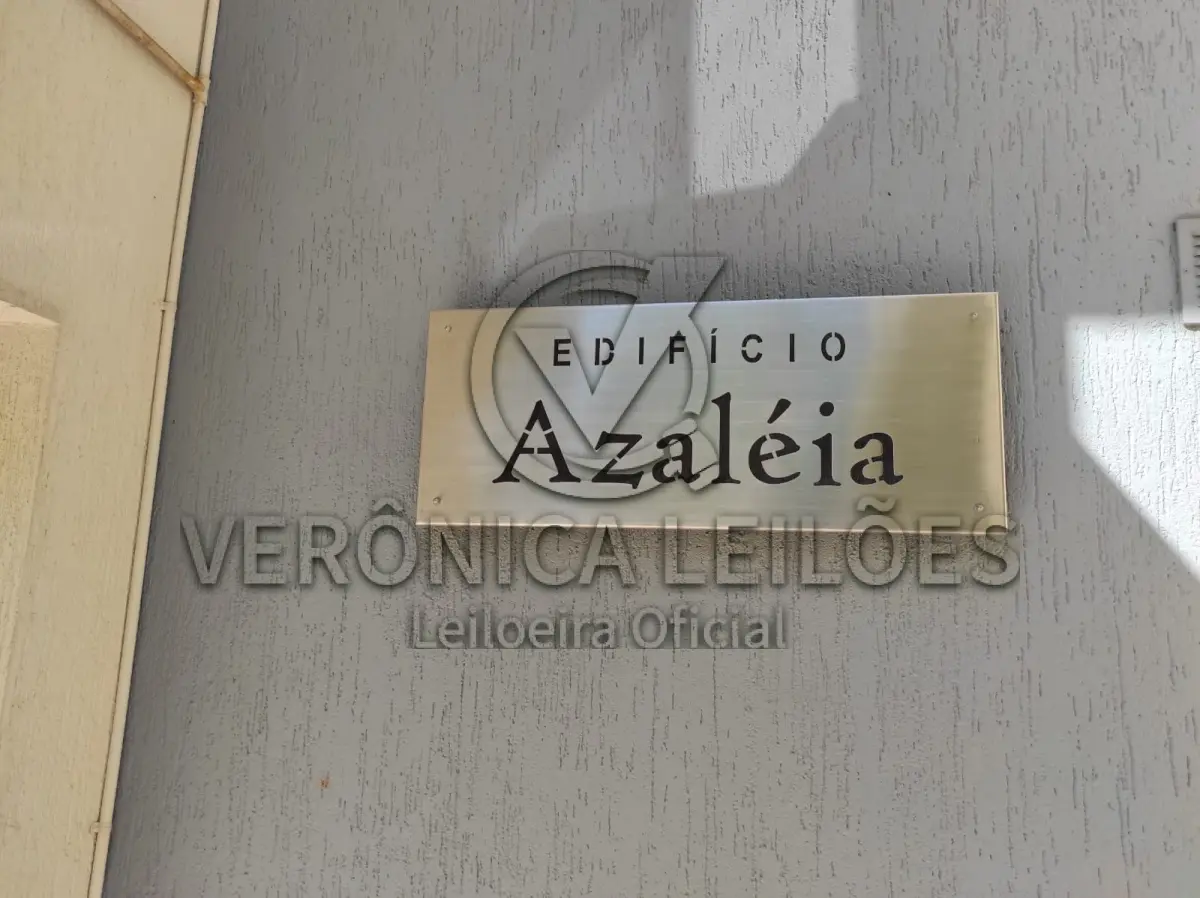 EDIFÍCIO
Azaléia
VERÔNICA LEILÕES
Leiloeira Oficial